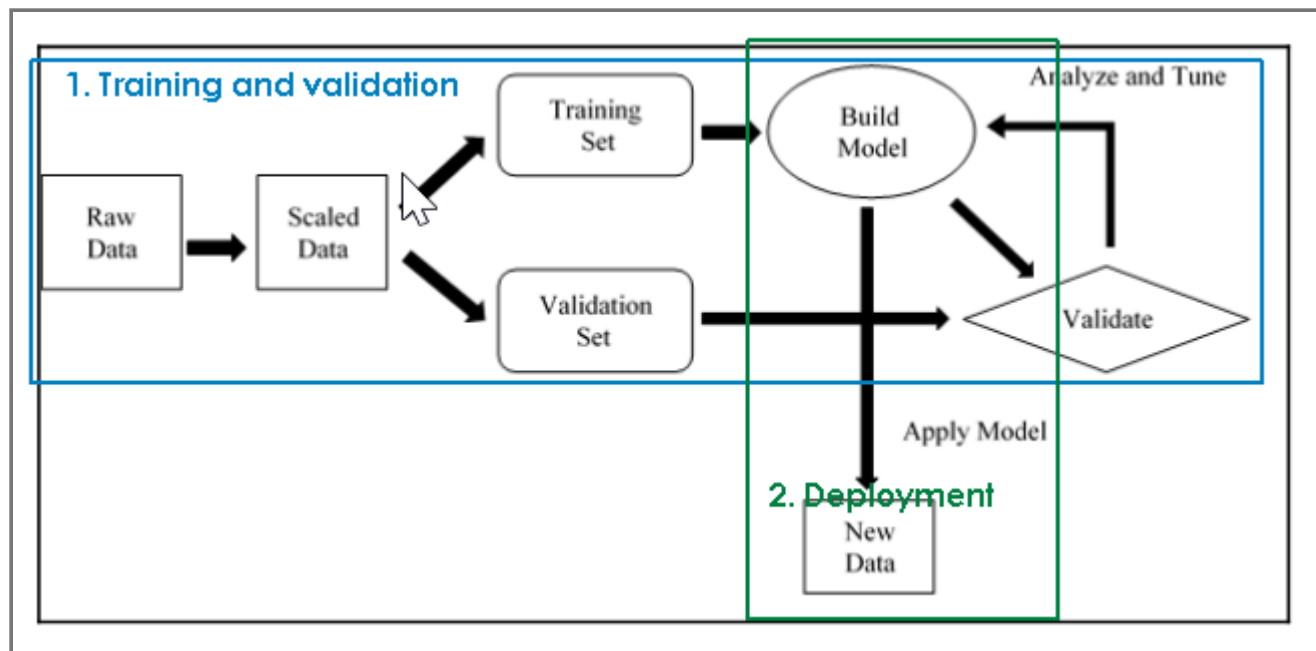 1. Training and validation
Analyze and Tune
Training
Set
Build
Model
Raw
Data
Scaled
Data
Validation
Set
Validate
Apply Model
2. Deployment
New
Data